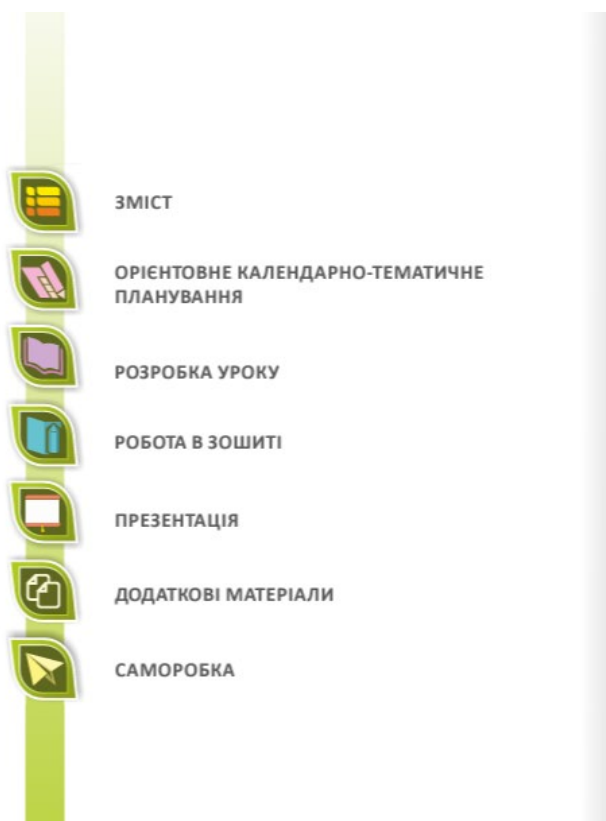 ЗМІСТ
ОРІЄНТОВНЕ КАЛЕНДАРНО-ТЕМАТИЧНЕ
ПЛАНУВАННЯ
РОЗРОБКА УРОКУ
РОБОТА В ЗОШИТІ
ПРЕЗЕНТАЦІЯ
ДОДАТКОВІ МАТЕРІАЛИ
САМОРОБКА